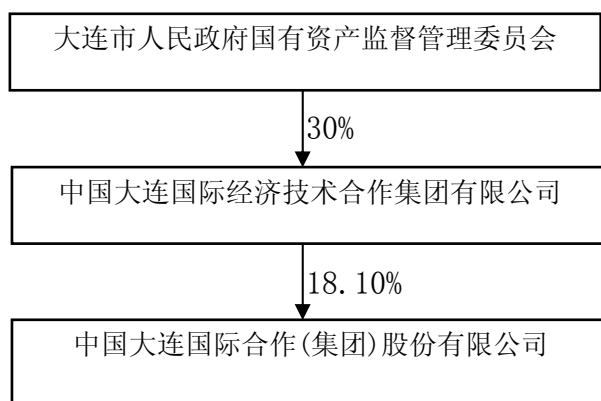 大连市人民政府国有资产监督管理委员会
30%
中国大连国际经济技术合作集团有限公司
18.10%
中国大连国际合作(集团)股份有限公司